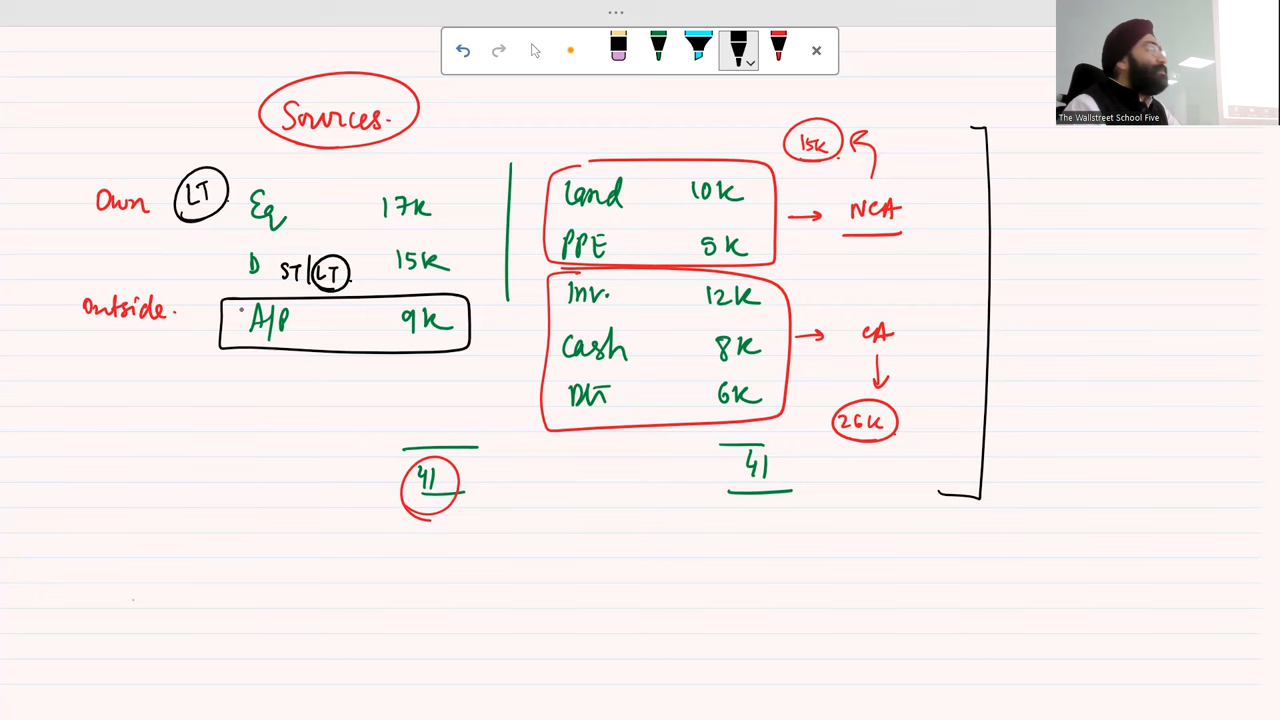 The Wallstreet School Five
Sources.
Own LT Eq 17K
D ST/LT 15K
Outside. A/P 9K
41
Land 10K
PPE 5K
Inv. 12K
Cash 8K
41
15K
NCA
CA
26K
6K